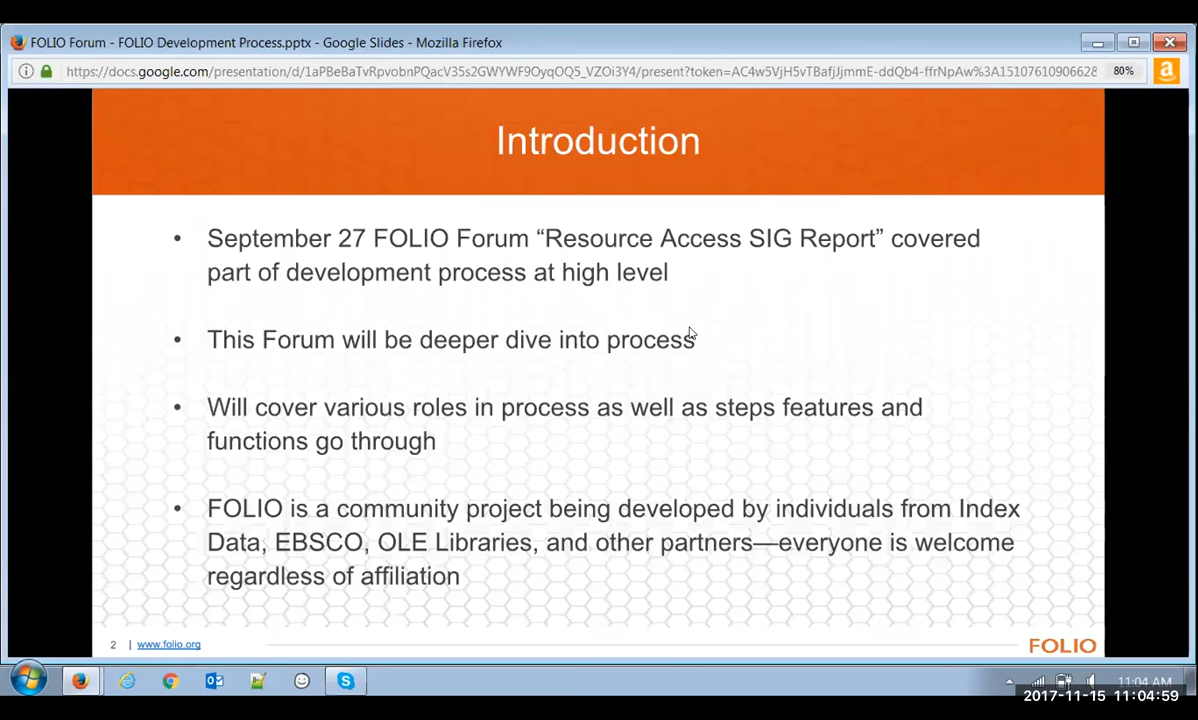 FOLIO Forum - FOLIO Development Process.pptx - Google Slides - Mozilla Firefox
https://docs.google.com/presentation/d/1aPBeBaTvRpvobnPQacV35s2GWYWF9OyqOQ5_VZOi3Y4/present?token=AC4w5VjH5vTBafjJjmmE-ddQb4-ffrNpAw%3A15107610906628
80%
Introduction
• September 27 FOLIO Forum “Resource Access SIG Report” covered
part of development process at high level
• This Forum will be deeper dive into process
• Will cover various roles in process as well as steps features and
functions go through
• FOLIO is a community project being developed by individuals from Index
Data, EBSCO, OLE Libraries, and other partners—everyone is welcome
regardless of affiliation
2 | www.folio.org
FOLIO
11:04 AM
2017-11-15 11:04:59